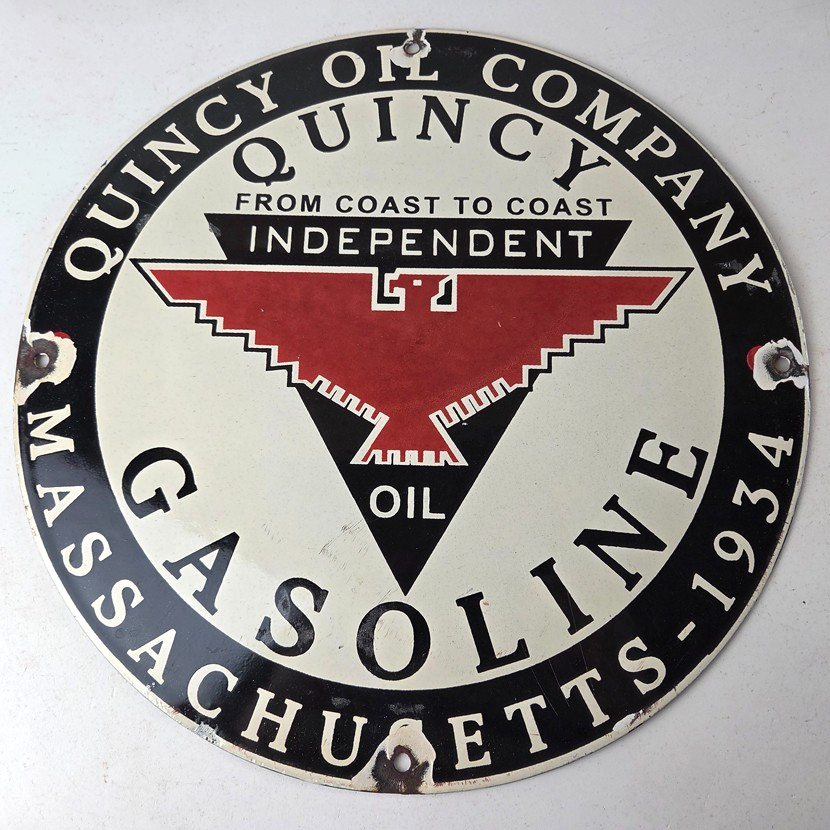 QUINCY OIL COMPANY
QUINCY
FROM COAST TO COAST
INDEPENDENT
OIL
GASOLINE
MASSACHUSETTS-1934